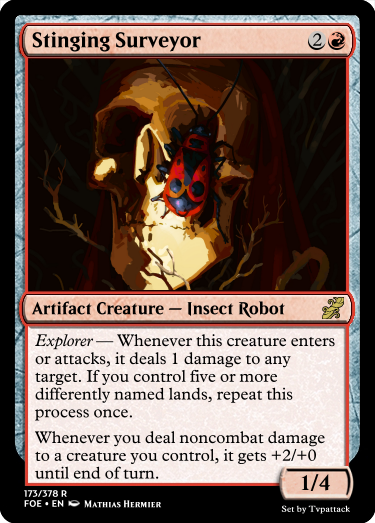 Stinging Surveyor 2
Artifact Creature — Insect Robot
Explorer — Whenever this creature enters
or attacks, it deals 1 damage to any
target. If you control five or more
differently named lands, repeat this
process once.
Whenever you deal noncombat damage
to a creature you control, it gets +2/+0
until end of turn.
1/4
173/378 R
FOE • EN Mathias Hermier
Set by Tvpattack